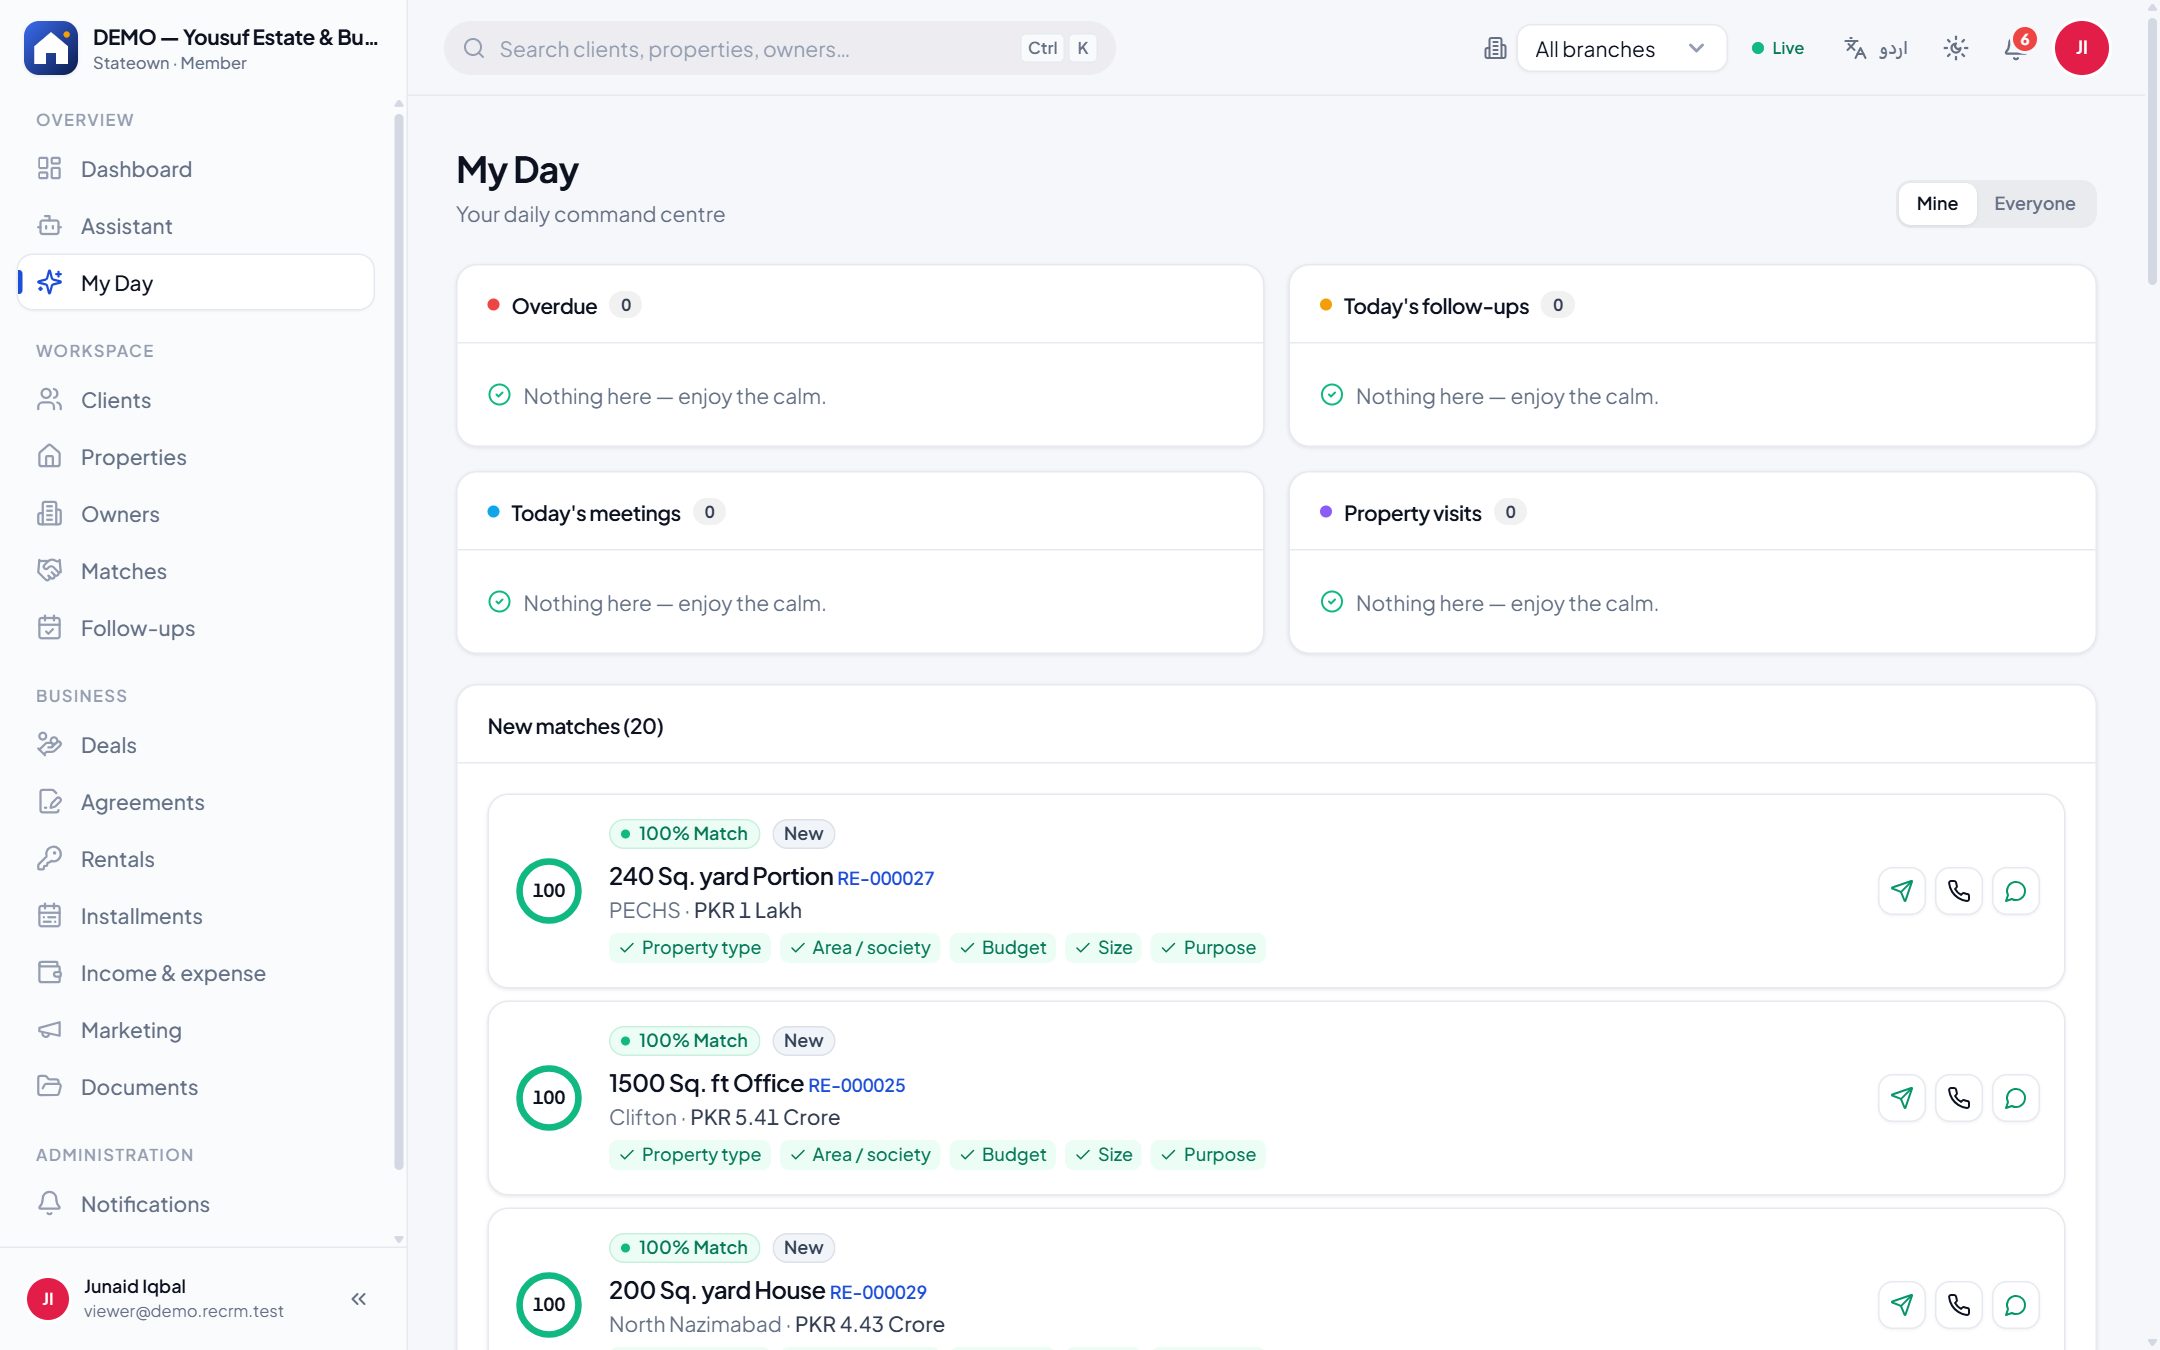 DEMO — Yousuf Estate & Bu...
Stateown · Member
OVERVIEW
Dashboard
Assistant
My Day
WORKSPACE
Clients
Properties
Owners
Matches
Follow-ups
BUSINESS
Deals
Agreements
Rentals
Installments
Income & expense
Marketing
Documents
ADMINISTRATION
Notifications
JI
Junaid Iqbal
viewer@demo.recrm.test
Search clients, properties, owners... Ctrl K
All branches
Live
اردو
6
JI
My Day
Your daily command centre
Mine Everyone
Overdue 0
Nothing here — enjoy the calm.
Today's follow-ups 0
Nothing here — enjoy the calm.
Today's meetings 0
Nothing here — enjoy the calm.
Property visits 0
Nothing here — enjoy the calm.
New matches (20)
100
100% Match New
240 Sq. yard Portion RE-000027
PECHS · PKR 1 Lakh
Property type Area / society Budget Size Purpose
100
100% Match New
1500 Sq. ft Office RE-000025
Clifton · PKR 5.41 Crore
Property type Area / society Budget Size Purpose
100
100% Match New
200 Sq. yard House RE-000029
North Nazimabad · PKR 4.43 Crore